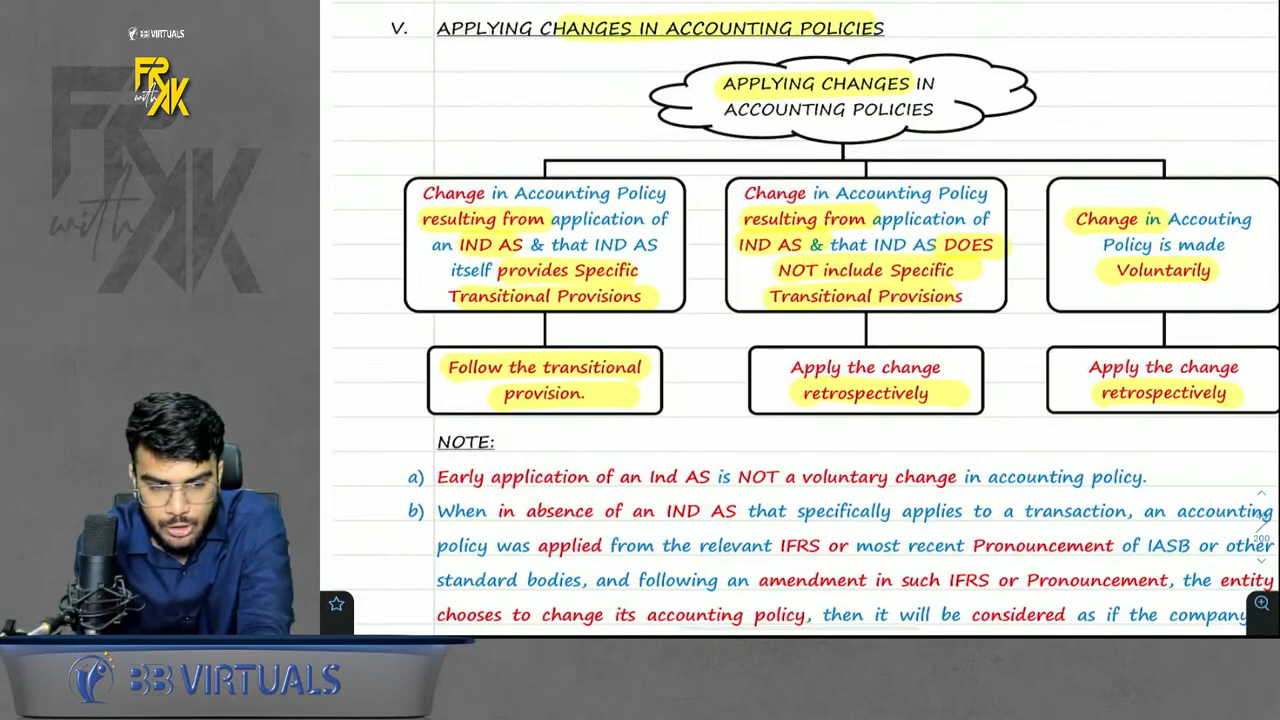 BB VIRTUALS
FR
with
AK
V. APPLYING CHANGES IN ACCOUNTING POLICIES
APPLYING CHANGES IN
ACCOUNTING POLICIES
Change in Accounting Policy
resulting from application of
an IND AS & that IND AS
itself provides Specific
Transitional Provisions
Change in Accounting Policy
resulting from application of
IND AS & that IND AS DOES
NOT include Specific
Transitional Provisions
Change in Accouting
Policy is made
Voluntarily
Follow the transitional
provision.
Apply the change
retrospectively
Apply the change
retrospectively
NOTE:
a) Early application of an Ind AS is NOT a voluntary change in accounting policy.
b) When in absence of an IND AS that specifically applies to a transaction, an accounting
policy was applied from the relevant IFRS or most recent Pronouncement of IASB or other
standard bodies, and following an amendment in such IFRS or Pronouncement, the entity
chooses to change its accounting policy, then it will be considered as if the company
200
BB VIRTUALS